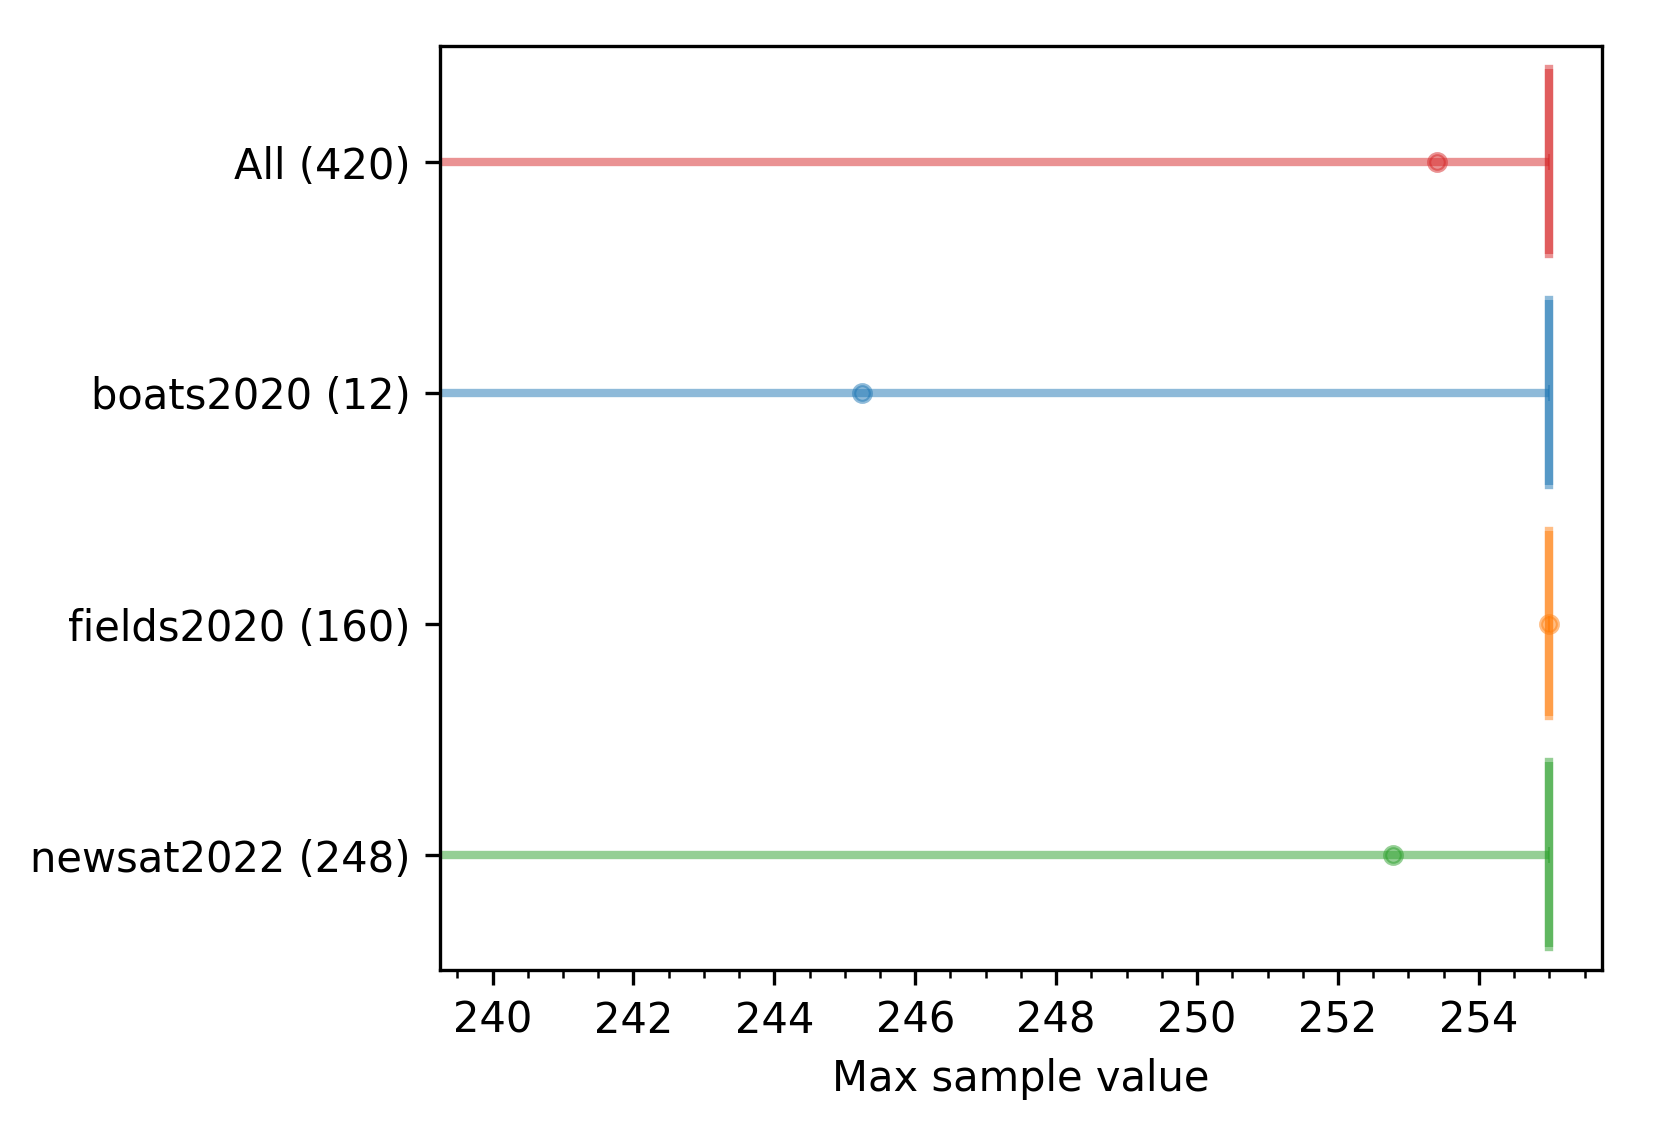 All (420)
boats2020 (12)
fields2020 (160)
newsat2022 (248)
240 242 244 246 248 250 252 254
Max sample value